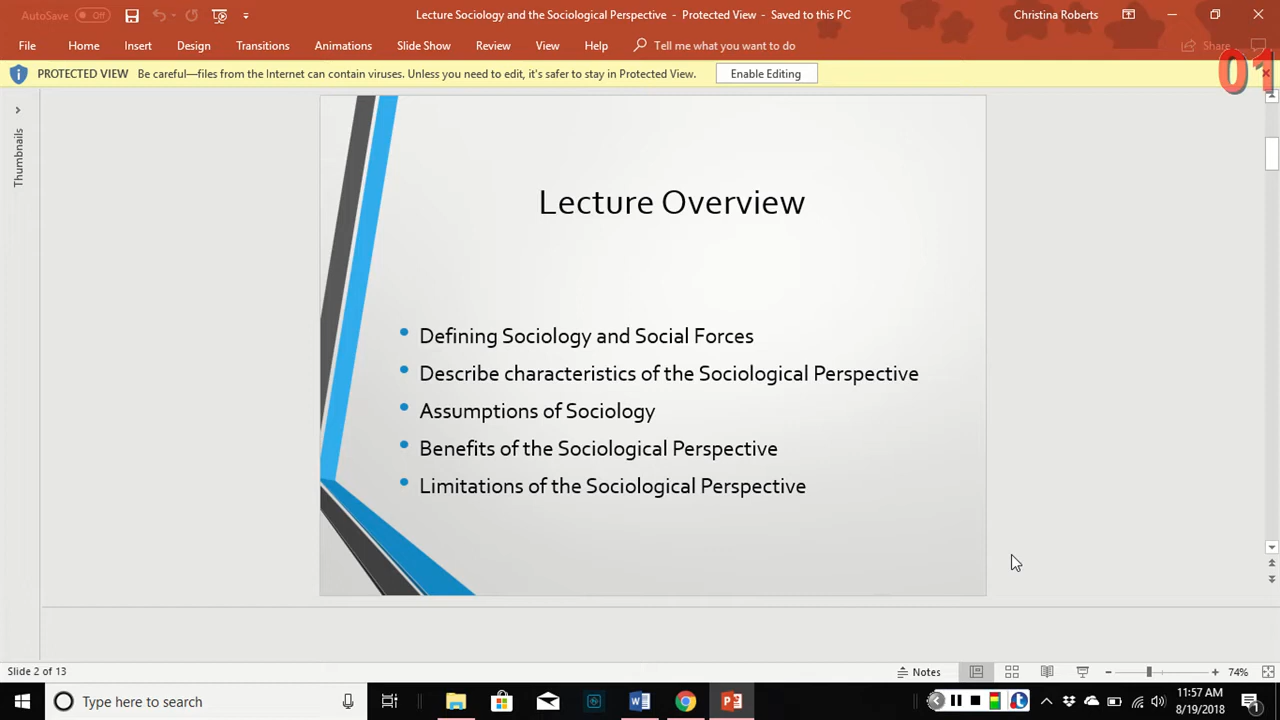 AutoSave Off
Lecture Sociology and the Sociological Perspective - Protected View - Saved to this PC
Christina Roberts
File Home Insert Design Transitions Animations Slide Show Review View Help Tell me what you want to do Share
PROTECTED VIEW Be careful—files from the Internet can contain viruses. Unless you need to edit, it's safer to stay in Protected View. Enable Editing
01
Thumbnails
Lecture Overview
• Defining Sociology and Social Forces
• Describe characteristics of the Sociological Perspective
• Assumptions of Sociology
• Benefits of the Sociological Perspective
• Limitations of the Sociological Perspective
Slide 2 of 13
Notes
74%
Type here to search
11:57 AM
8/19/2018